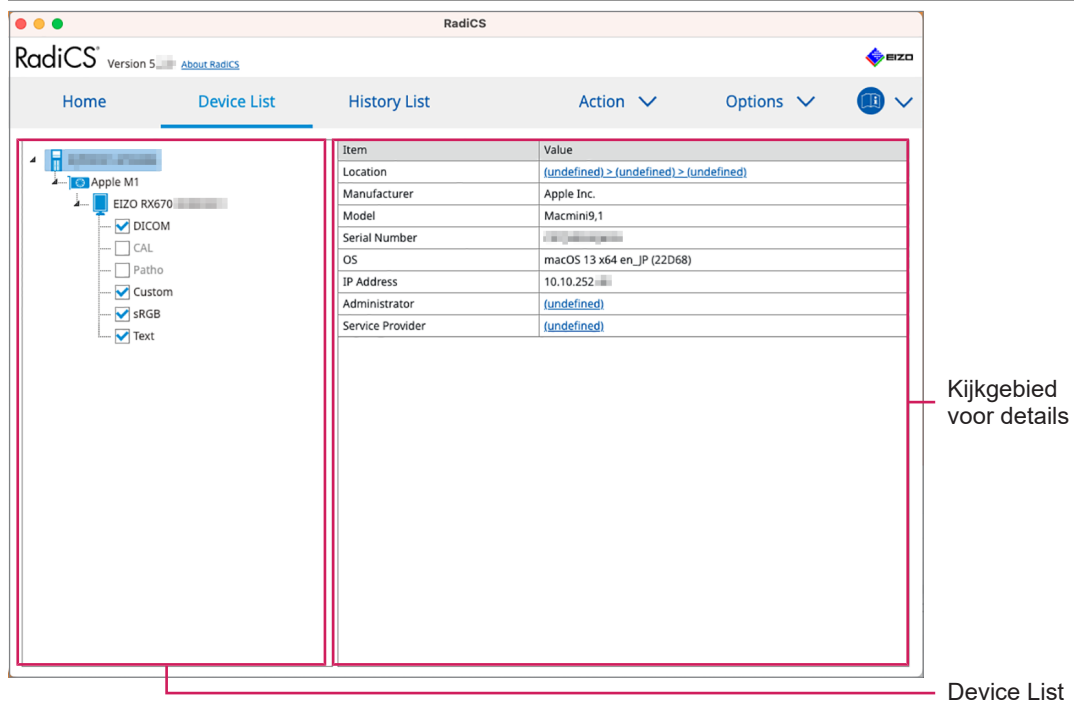 RadiCS
RadiCS® Version 5. About RadiCS
EIZO
Home Device List History List Action Options
Apple M1
EIZO RX670
DICOM
CAL
Patho
Custom
sRGB
Text
Item Value
Location (undefined) > (undefined) > (undefined)
Manufacturer Apple Inc.
Model Macmini9,1
Serial Number
OS macOS 13 x64 en_JP (22D68)
IP Address 10.10.252
Administrator (undefined)
Service Provider (undefined)
Kijkgebied
voor details
Device List